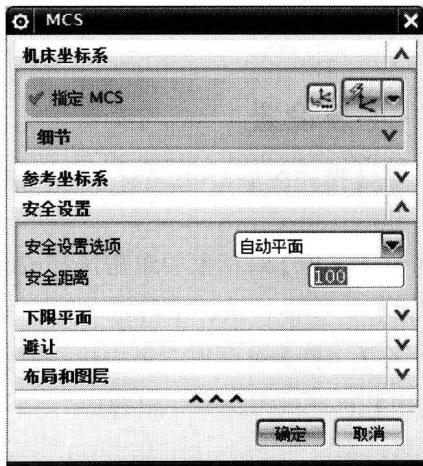 MCS
机床坐标系
指定 MCS
细节
参考坐标系
安全设置
安全设置选项 自动平面
安全距离 100
下限平面
避让
布局和图层
确定 取消